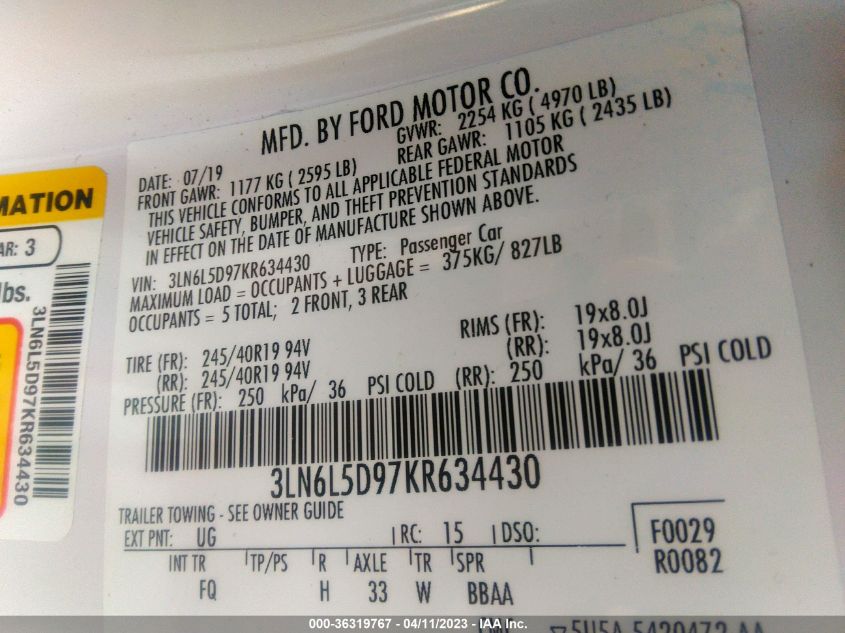 MFD. BY FORD MOTOR CO.
DATE: 07/19 GVWR: 2254 KG ( 4970 LB)
FRONT GAWR: 1177 KG ( 2595 LB) REAR GAWR: 1105 KG ( 2435 LB)
THIS VEHICLE CONFORMS TO ALL APPLICABLE FEDERAL MOTOR
VEHICLE SAFETY, BUMPER, AND THEFT PREVENTION STANDARDS
IN EFFECT ON THE DATE OF MANUFACTURE SHOWN ABOVE.
VIN: 3LN6L5D97KR634430 TYPE: Passenger Car
MAXIMUM LOAD = OCCUPANTS + LUGGAGE = 375KG/ 827LB
OCCUPANTS = 5 TOTAL; 2 FRONT, 3 REAR
TIRE (FR): 245/40R19 94V RIMS (FR): 19x8.0J
(RR): 245/40R19 94V (RR): 19x8.0J
PRESSURE (FR): 250 kPa/ 36 PSI COLD (RR): 250 kPa/ 36 PSI COLD
3LN6L5D97KR634430
TRAILER TOWING - SEE OWNER GUIDE
EXT PNT: UG RC: 15 DSO: F0029
INT TR TP/PS R AXLE TR SPR R0082
FQ H 33 W BBAA
MATION
AR: 3
lbs.
3LN6L5D97KR634430
000-36319767 - 04/11/2023 - IAA Inc.